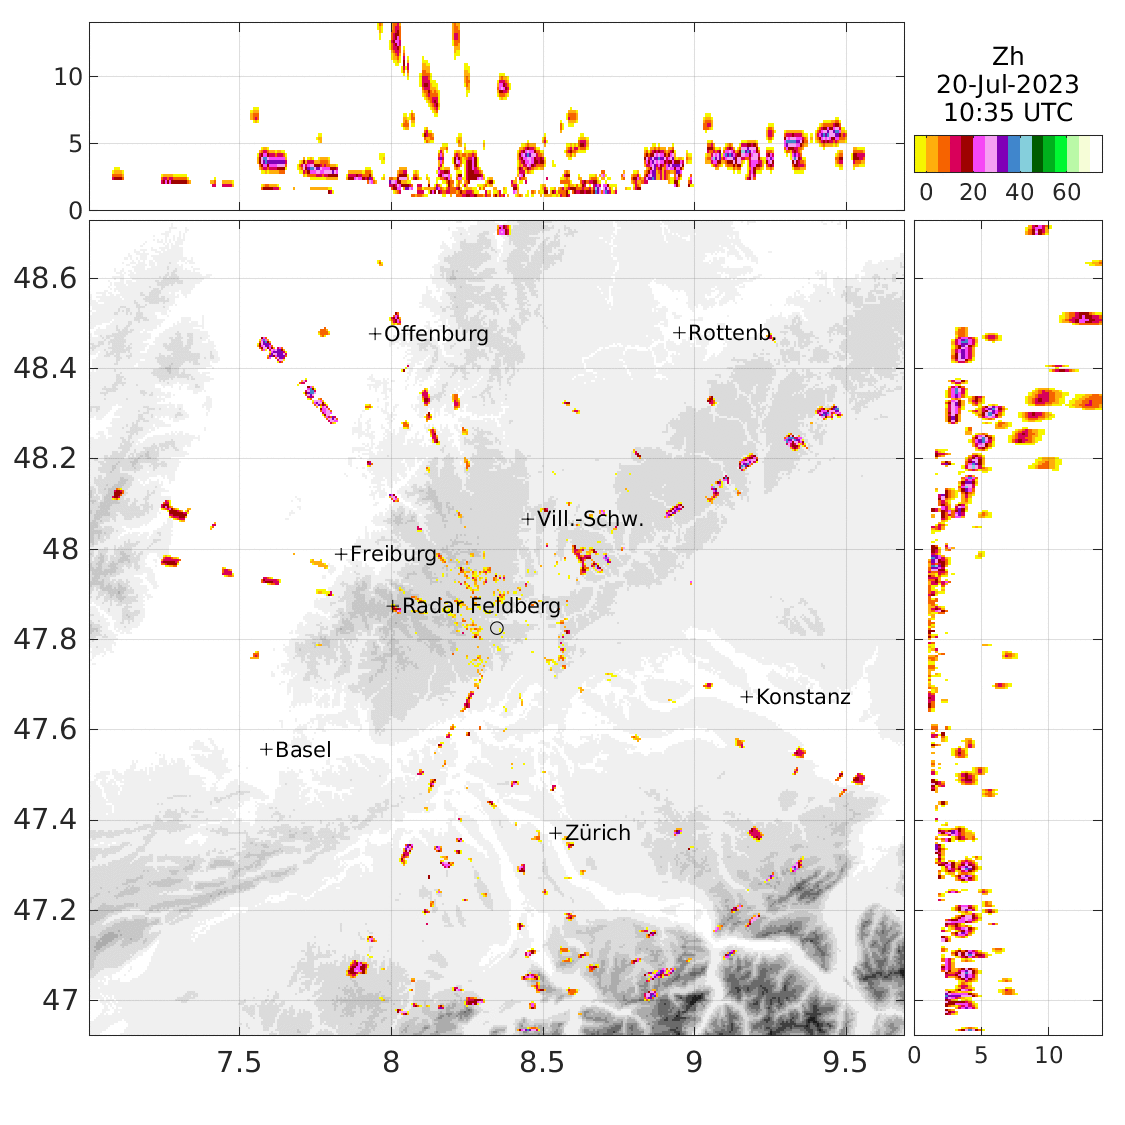 Zh
20-Jul-2023
10:35 UTC
0 20 40 60
10
5
0
48.6
48.4
48.2
48
47.8
47.6
47.4
47.2
47
+Offenburg
+Rottenb.
+Vill.-Schw.
+Freiburg
+Radar Feldberg
+Konstanz
+Basel
+Zürich
7.5 8 8.5 9 9.5
0 5 10